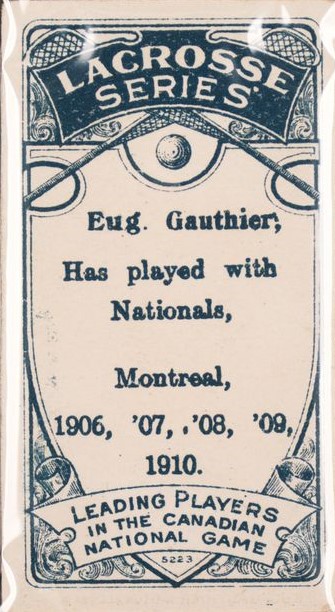 LACROSSE
SERIES
Eug. Gauthier,
Has played with
Nationals,
Montreal,
1906, '07, '08, '09,
1910.
LEADING PLAYERS
IN THE CANADIAN
NATIONAL GAME
5223